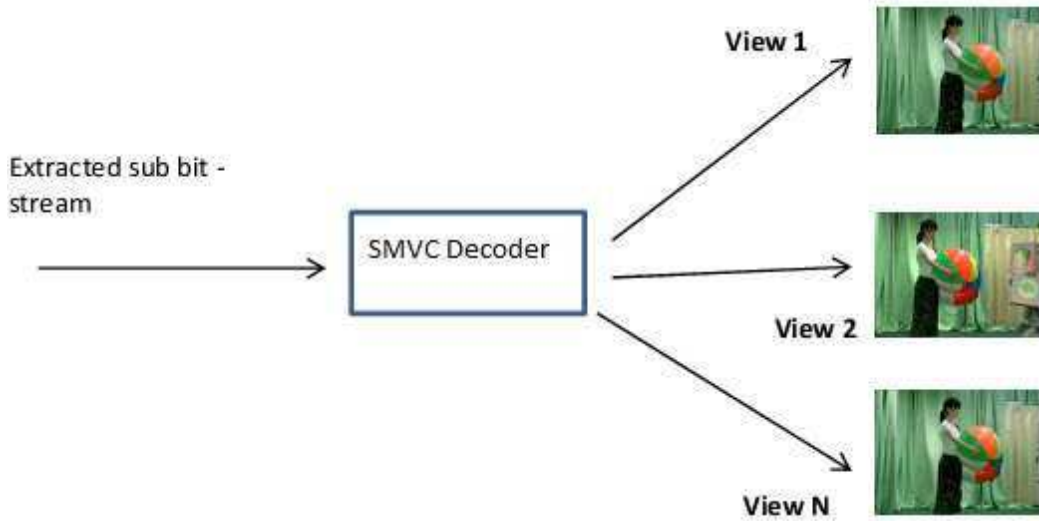 View 1
Extracted sub bit -
stream
SMVC Decoder
View 2
View N